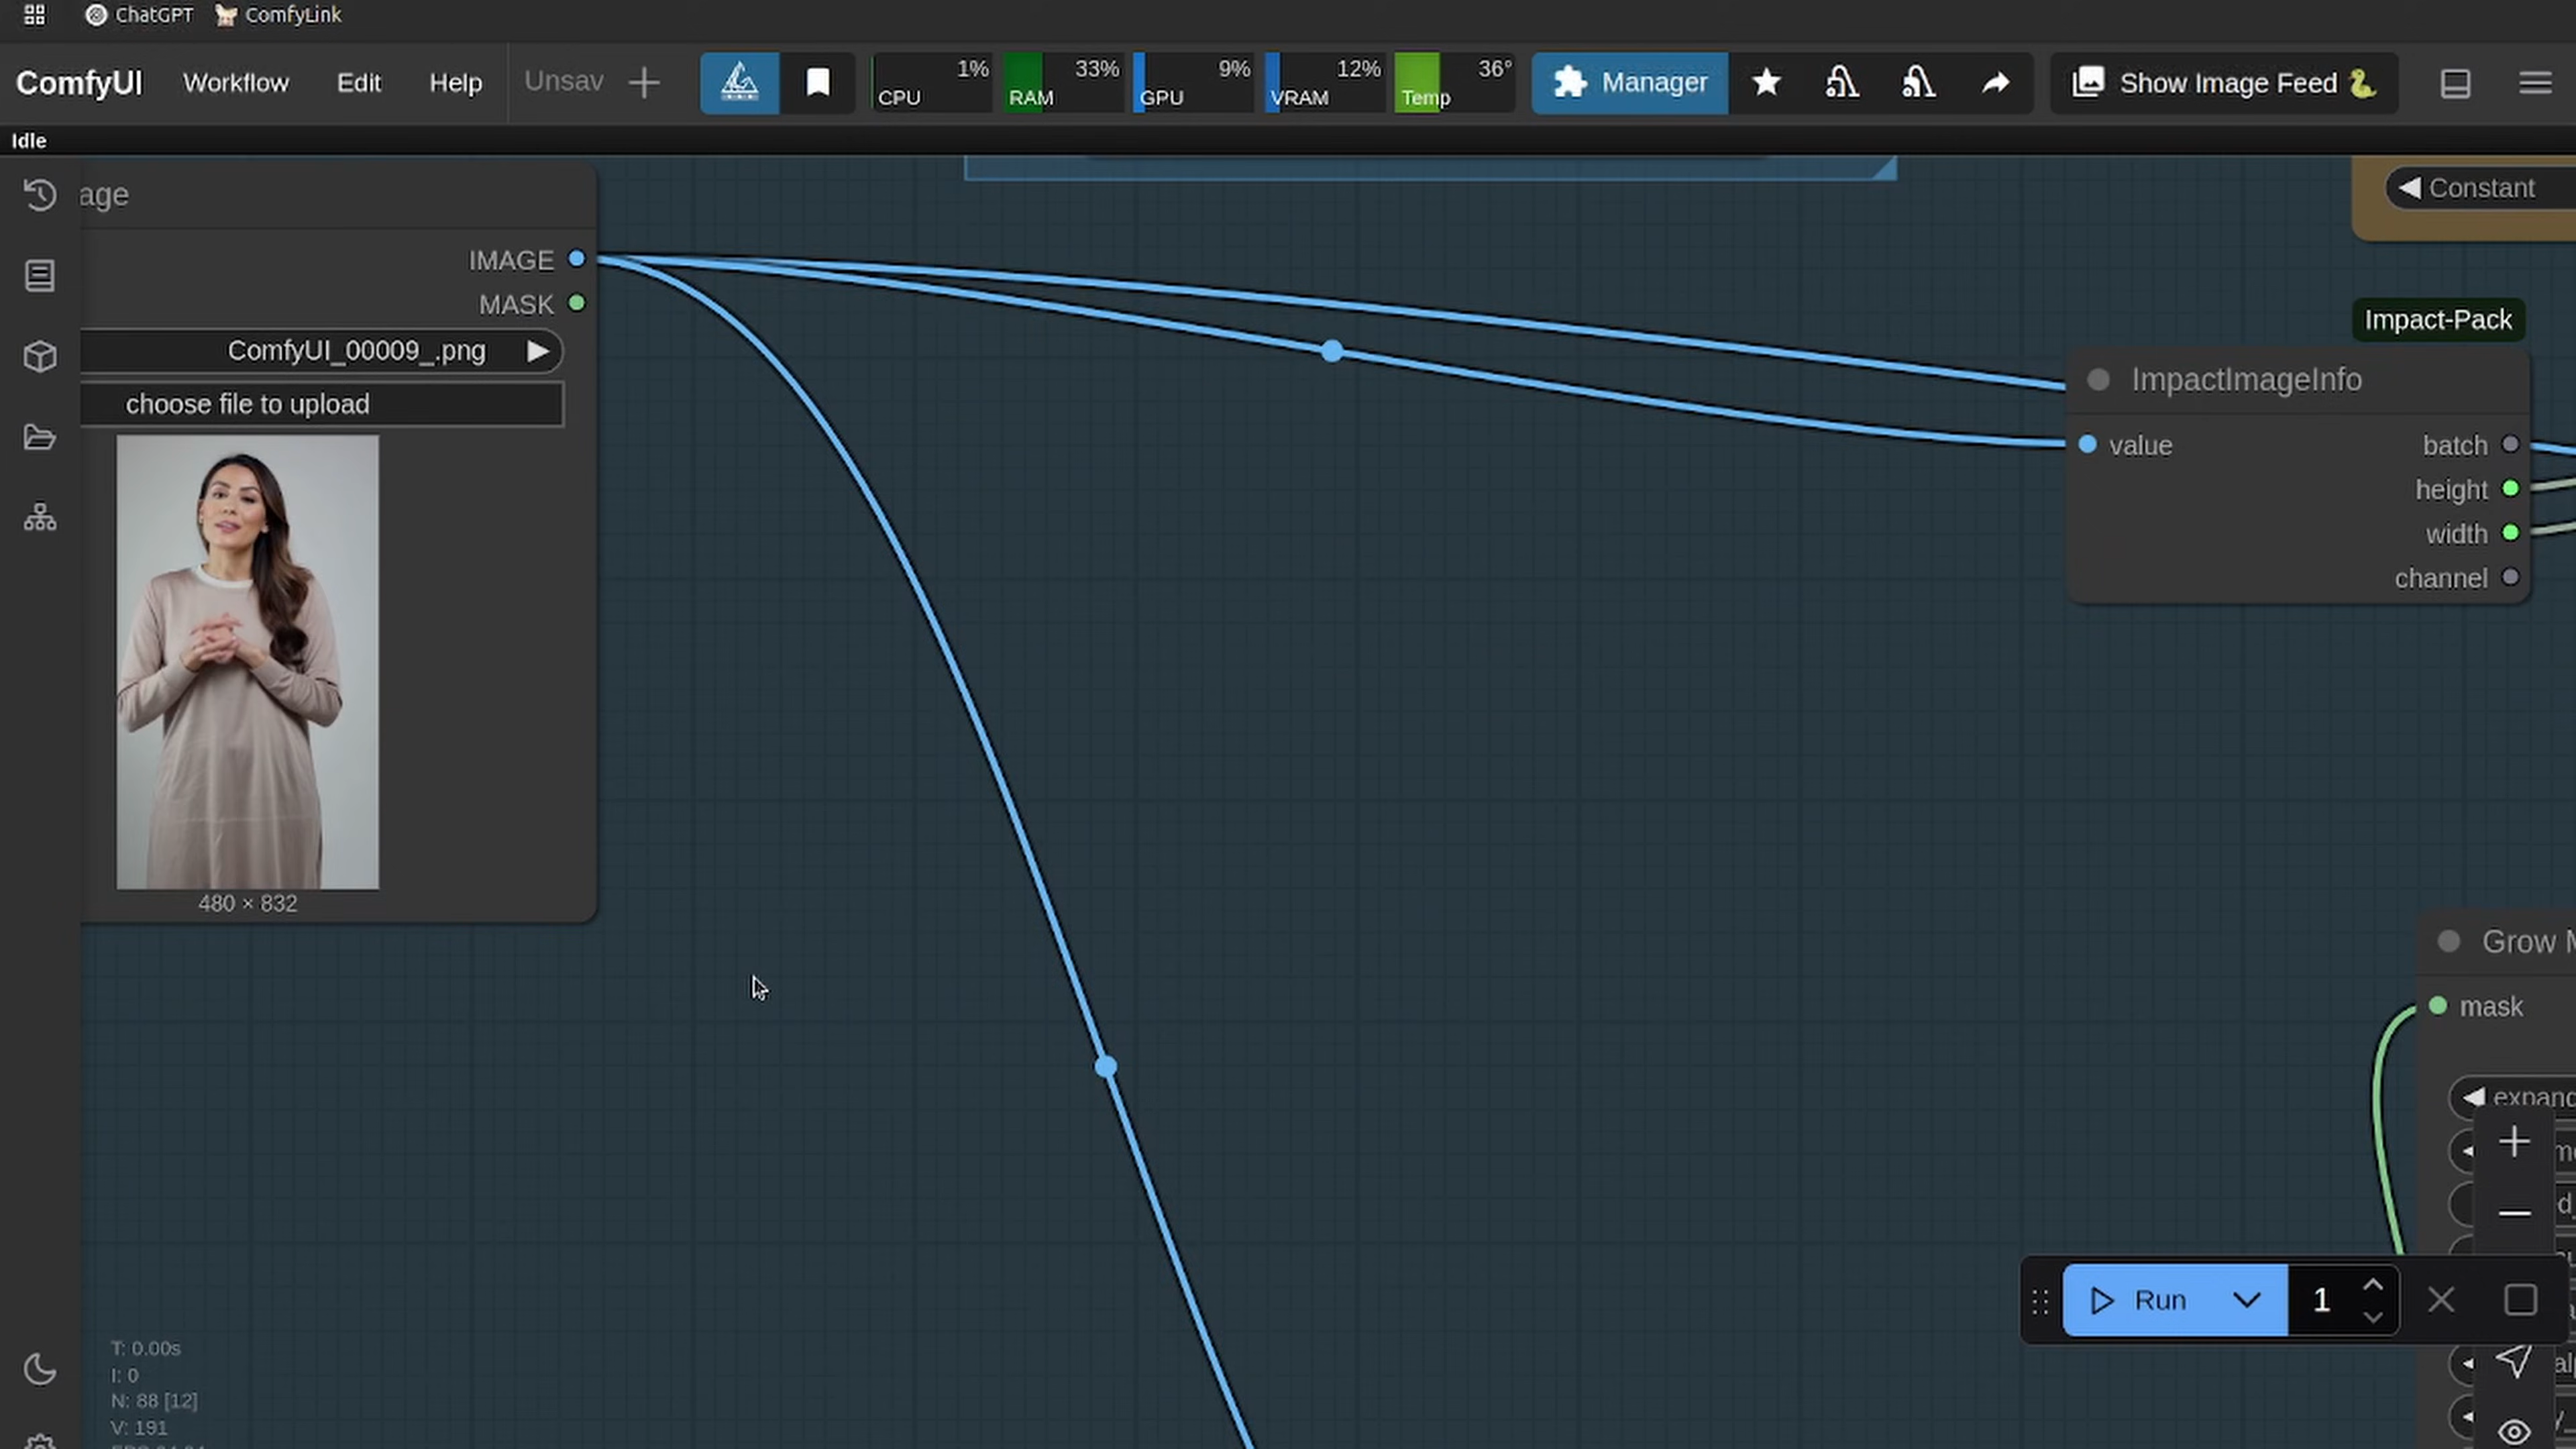 ChatGPT ComfyLink
ComfyUI Workflow Edit Help Unsav
1% CPU
33% RAM
9% GPU
12% VRAM
36° Temp
Manager
Show Image Feed
Idle
age
Constant
IMAGE
MASK
ComfyUI_00009_.png
choose file to upload
480 × 832
Impact-Pack
ImpactImageInfo
value batch
height
width
channel
Grow M
mask
expand
Run 1
T: 0.00s
I: 0
N: 88 [12]
V: 191